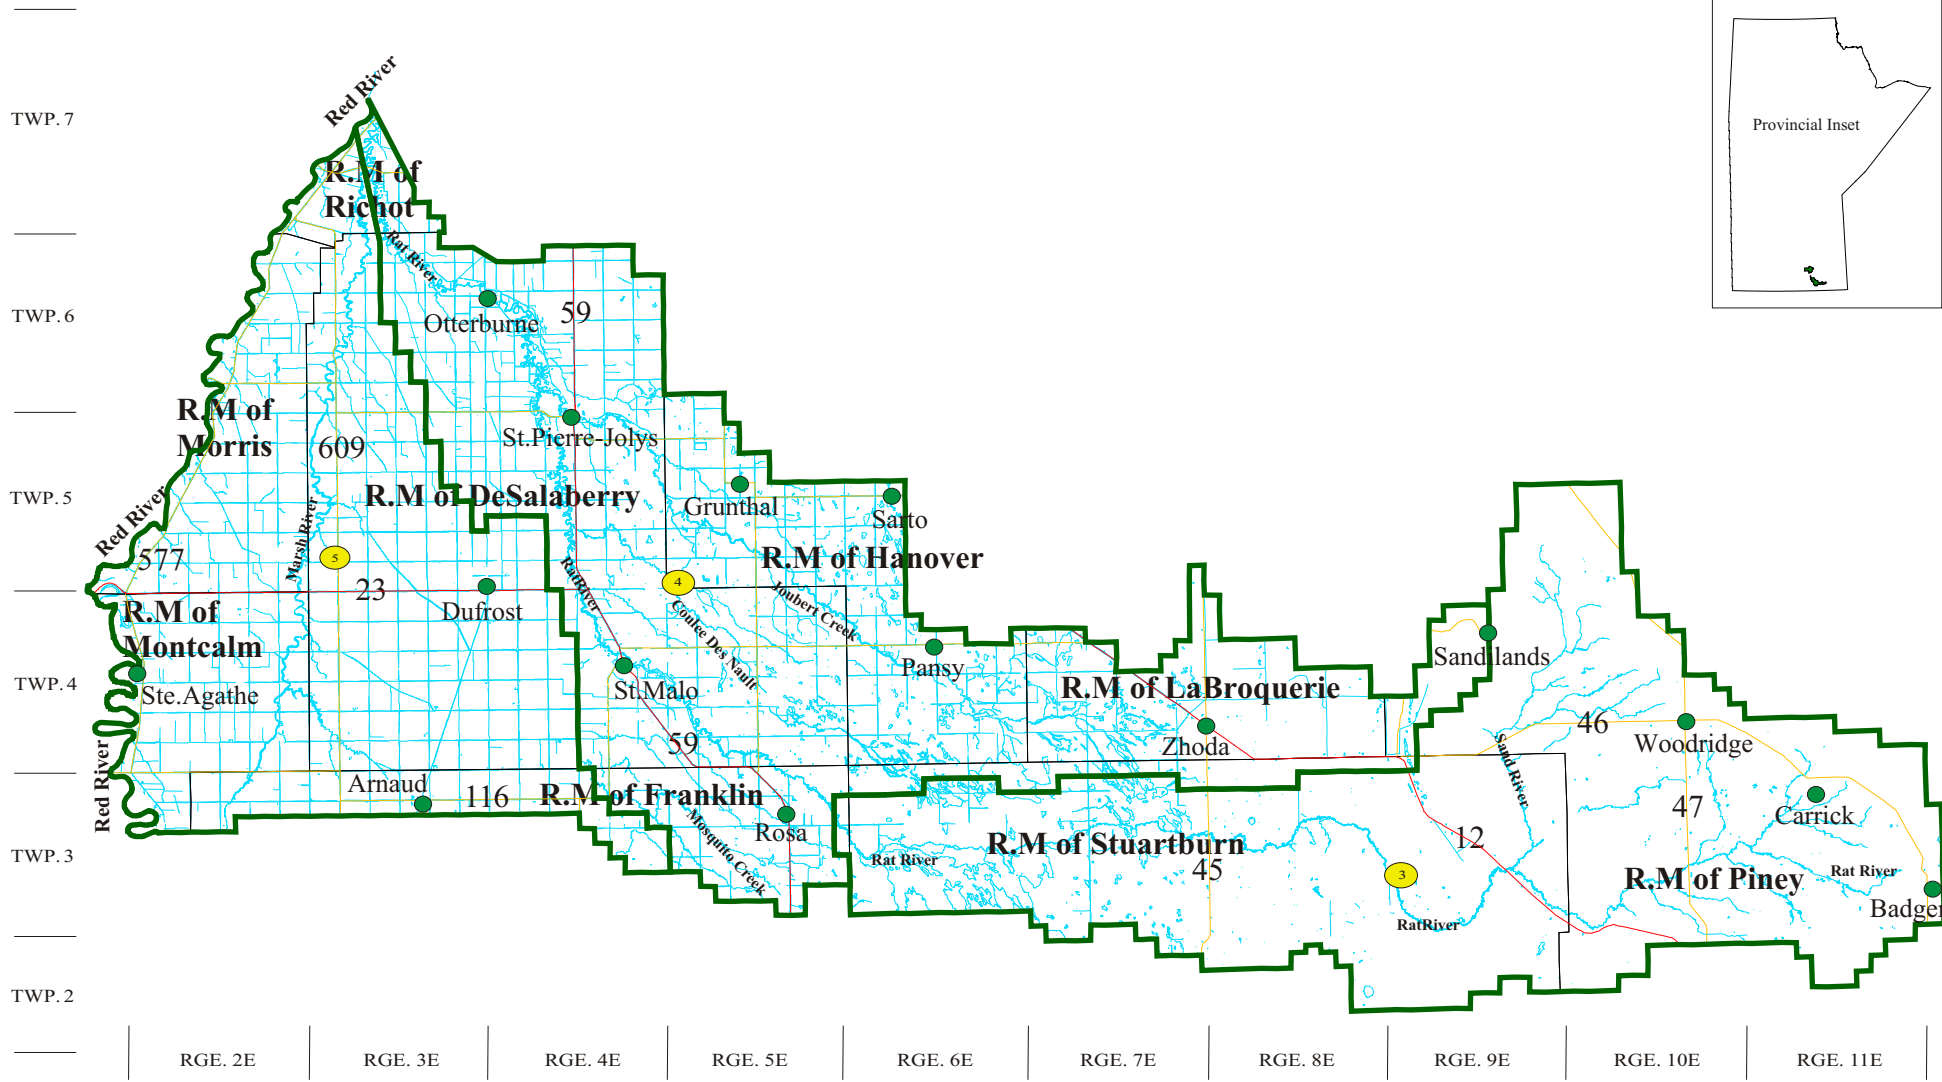 Red River
TWP. 7
Provincial Inset
R.M of
Richot
Rat River
TWP. 6
Otterburne
59
R.M of
Morris
609
St.Pierre-Jolys
TWP. 5
R.M of DeSalaberry
Grunthal
Sarto
Red River
Marsh River
577
5
23
Dufrost
RatRiver
4
R.M of Hanover
Joubert Creek
Coulee Des Nault
R.M of
Montcalm
Ste.Agathe
TWP. 4
St.Malo
Pansy
R.M of LaBroquerie
Sandilands
59
Zhoda
46
Woodridge
Sand River
Red River
Arnaud
116
R.M of Franklin
Rosa
Mosquito Creek
TWP. 3
Rat River
R.M of Stuartburn
45
3
12
47
Carrick
R.M of Piney
Rat River
Badger
RatRiver
TWP. 2
RGE. 2E
RGE. 3E
RGE. 4E
RGE. 5E
RGE. 6E
RGE. 7E
RGE. 8E
RGE. 9E
RGE. 10E
RGE. 11E